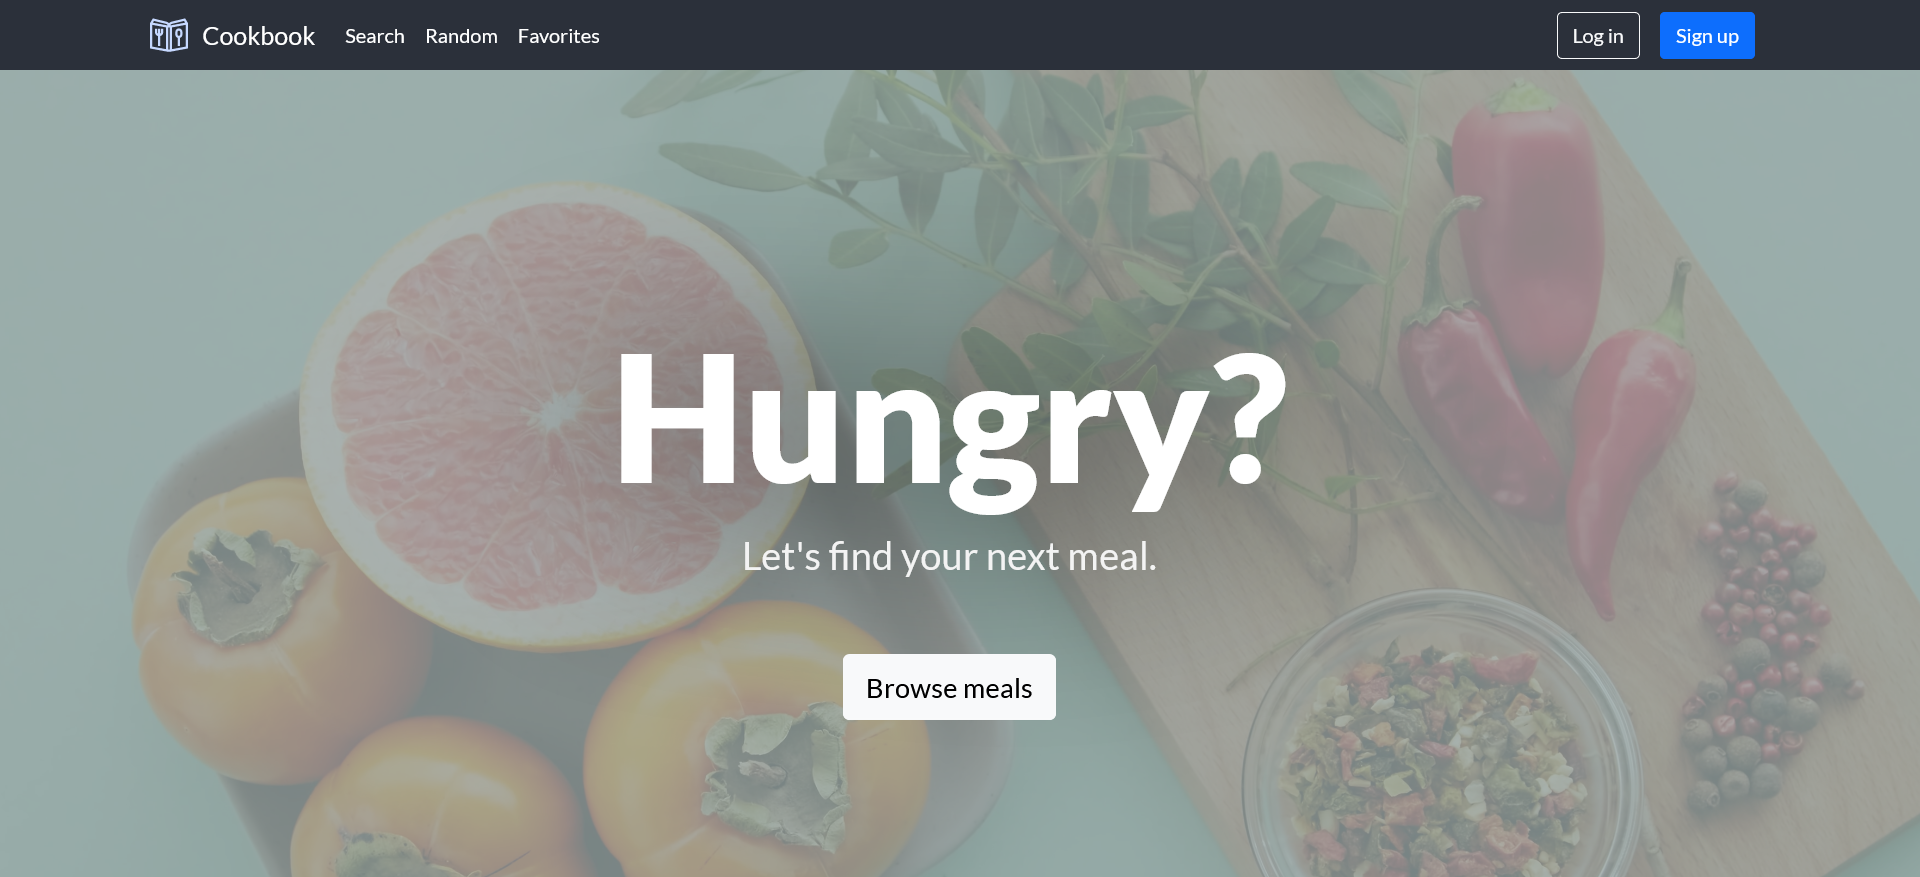 Cookbook Search Random Favorites Log in Sign up
Hungry?
Let's find your next meal.
Browse meals